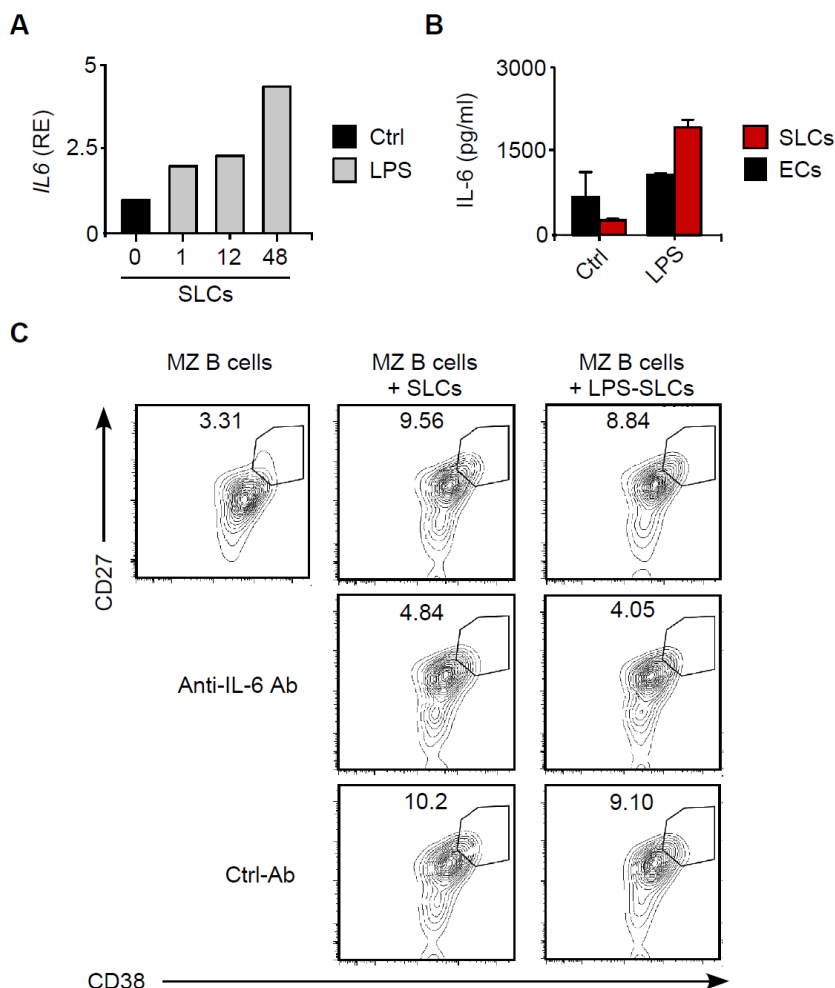 A
5
2.5
0
IL6 (RE)
0 1 12 48
SLCs
Ctrl
LPS
B
3000
1500
0
IL-6 (pg/ml)
Ctrl
LPS
SLCs
ECs
C
MZ B cells
MZ B cells
+ SLCs
MZ B cells
+ LPS-SLCs
3.31
9.56
8.84
CD27
Anti-IL-6 Ab
4.84
4.05
Ctrl-Ab
10.2
9.10
CD38